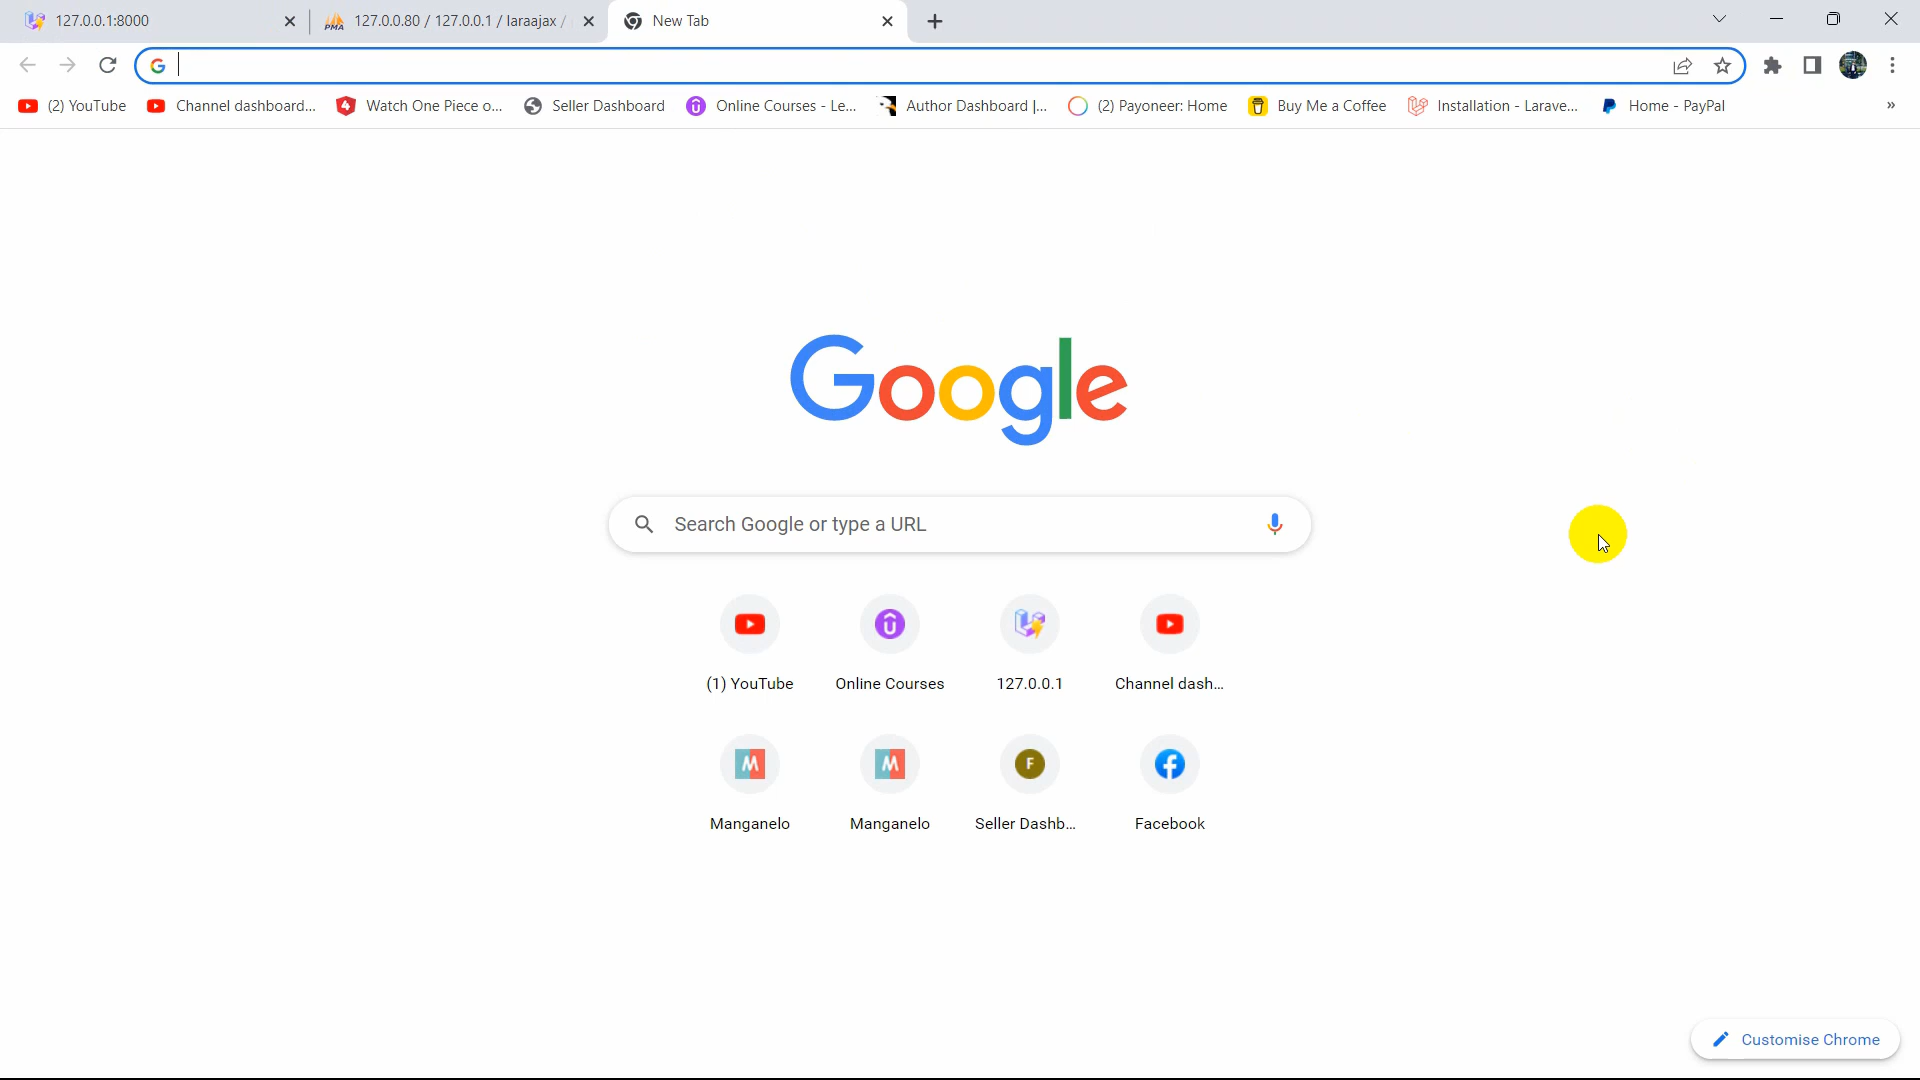 127.0.0.1:8000
127.0.0.80 / 127.0.0.1 / laraajax /
New Tab
(2) YouTube
Channel dashboard...
Watch One Piece o...
Seller Dashboard
Online Courses - Le...
Author Dashboard |...
(2) Payoneer: Home
Buy Me a Coffee
Installation - Larave...
Home - PayPal
»
Google
Search Google or type a URL
(1) YouTube
Online Courses
127.0.0.1
Channel dash...
Manganelo
Manganelo
F
Seller Dashb...
Facebook
Customise Chrome